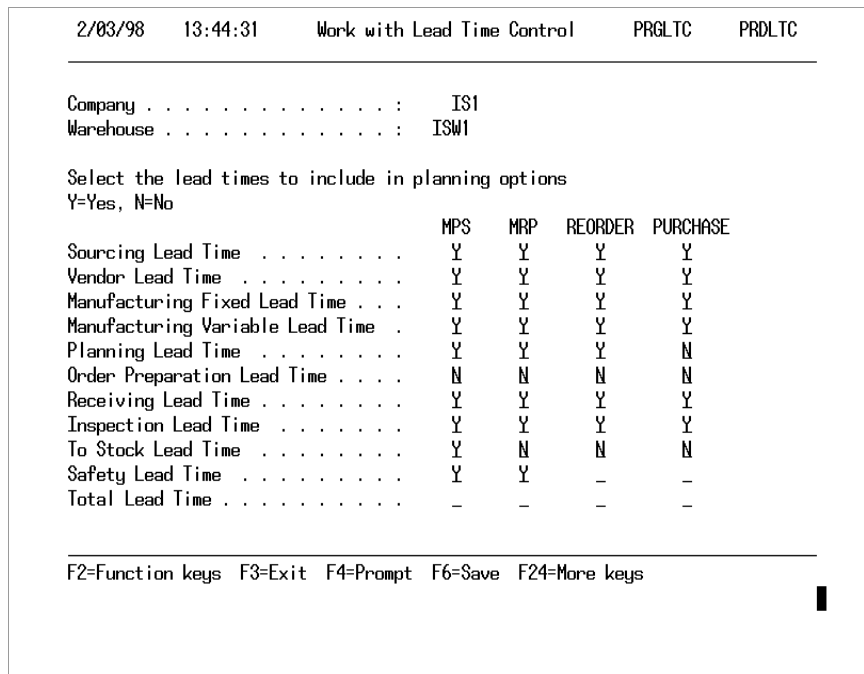 2/03/98 13:44:31 Work with Lead Time Control PRGLTC PRDLTC
Company . . . . . . . . . . . . . . : IS1
Warehouse . . . . . . . . . . . . . : ISW1
Select the lead times to include in planning options
Y=Yes, N=No
MPS MRP REORDER PURCHASE
Sourcing Lead Time . . . . . . . . Y Y Y Y
Vendor Lead Time . . . . . . . . . Y Y Y Y
Manufacturing Fixed Lead Time . . . Y Y Y Y
Manufacturing Variable Lead Time . Y Y Y Y
Planning Lead Time . . . . . . . . Y Y Y N
Order Preparation Lead Time . . . . N N N N
Receiving Lead Time . . . . . . . . Y Y Y Y
Inspection Lead Time . . . . . . . Y Y Y Y
To Stock Lead Time . . . . . . . . Y N N N
Safety Lead Time . . . . . . . . . Y Y _ _
Total Lead Time . . . . . . . . . . _ _ _ _
F2=Function keys F3=Exit F4=Prompt F6=Save F24=More keys